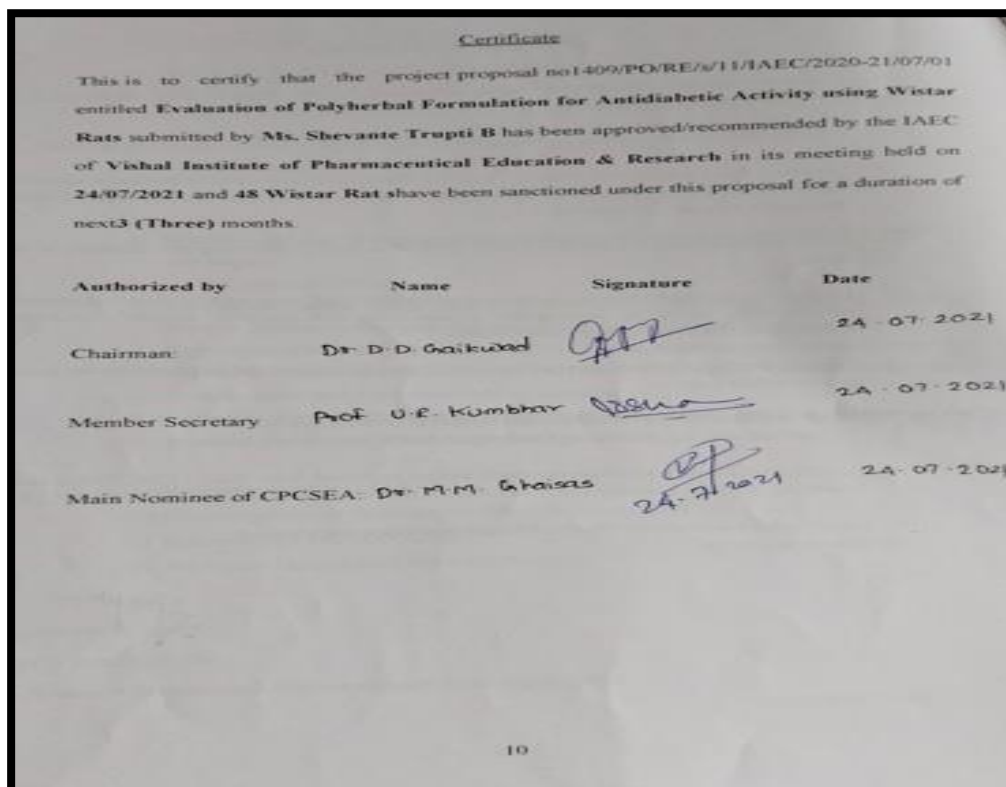 Certificate
This is to certify that the project proposal no1409/PO/RE/s/11/IAEC/2020-21/07/01
entitled Evaluation of Polyherbal Formulation for Antidiabetic Activity using Wistar
Rats submitted by Ms. Shevante Trupti B has been approved/recommended by the IAEC
of Vishal Institute of Pharmaceutical Education & Research in its meeting held on
24/07/2021 and 48 Wistar Rat shave been sanctioned under this proposal for a duration of
next3 (Three) months.
Authorized by Name Signature Date
Chairman: Dr D.D. Gaikwad 24.07.2021
Member Secretary Prof U.R. Kumbhar 24.07.2021
Main Nominee of CPCSEA: Dr. M.M. Ghaisas 24-7-2021 24.07.2021
10